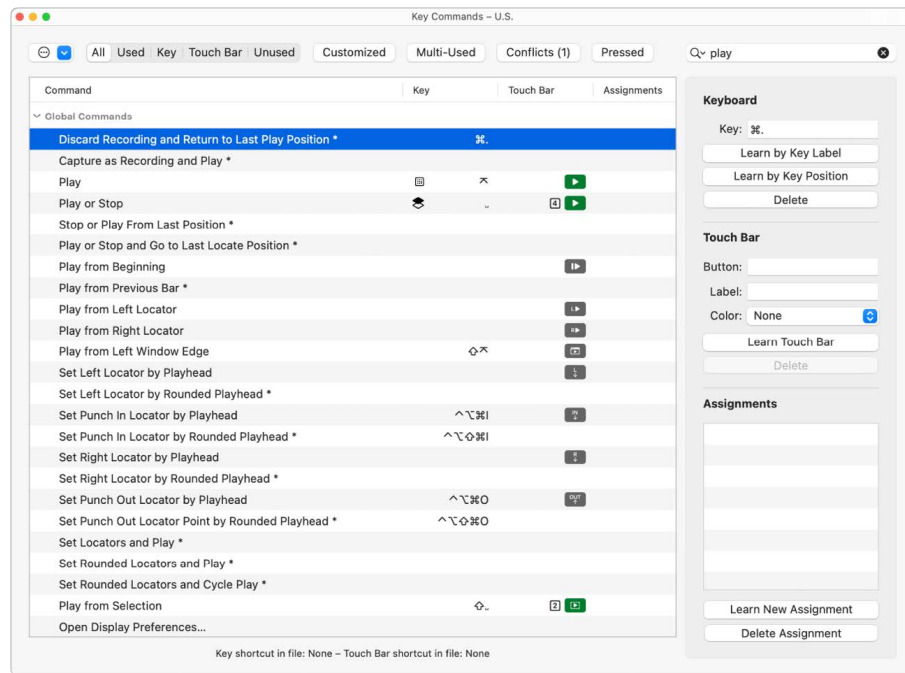 Key Commands – U.S.
All Used Key Touch Bar Unused Customized Multi-Used Conflicts (1) Pressed play
Command Key Touch Bar Assignments
Global Commands
Discard Recording and Return to Last Play Position * ⌘.
Capture as Recording and Play *
Play ↖
Play or Stop 4
Stop or Play From Last Position *
Play or Stop and Go to Last Locate Position *
Play from Beginning
Play from Previous Bar *
Play from Left Locator L
Play from Right Locator R
Play from Left Window Edge ⇧
Set Left Locator by Playhead L
Set Left Locator by Rounded Playhead *
Set Punch In Locator by Playhead ^⌥⌘I IN
Set Punch In Locator by Rounded Playhead * ^⌥⇧⌘I
Set Right Locator by Playhead R
Set Right Locator by Rounded Playhead *
Set Punch Out Locator by Playhead ^⌥⌘O OUT
Set Punch Out Locator Point by Rounded Playhead * ^⌥⇧⌘O
Set Locators and Play *
Set Rounded Locators and Play *
Set Rounded Locators and Cycle Play *
Play from Selection ⇧ 2
Open Display Preferences...
Key shortcut in file: None – Touch Bar shortcut in file: None
Keyboard
Key: ⌘.
Learn by Key Label
Learn by Key Position
Delete
Touch Bar
Button:
Label:
Color: None
Learn Touch Bar
Delete
Assignments
Learn New Assignment
Delete Assignment